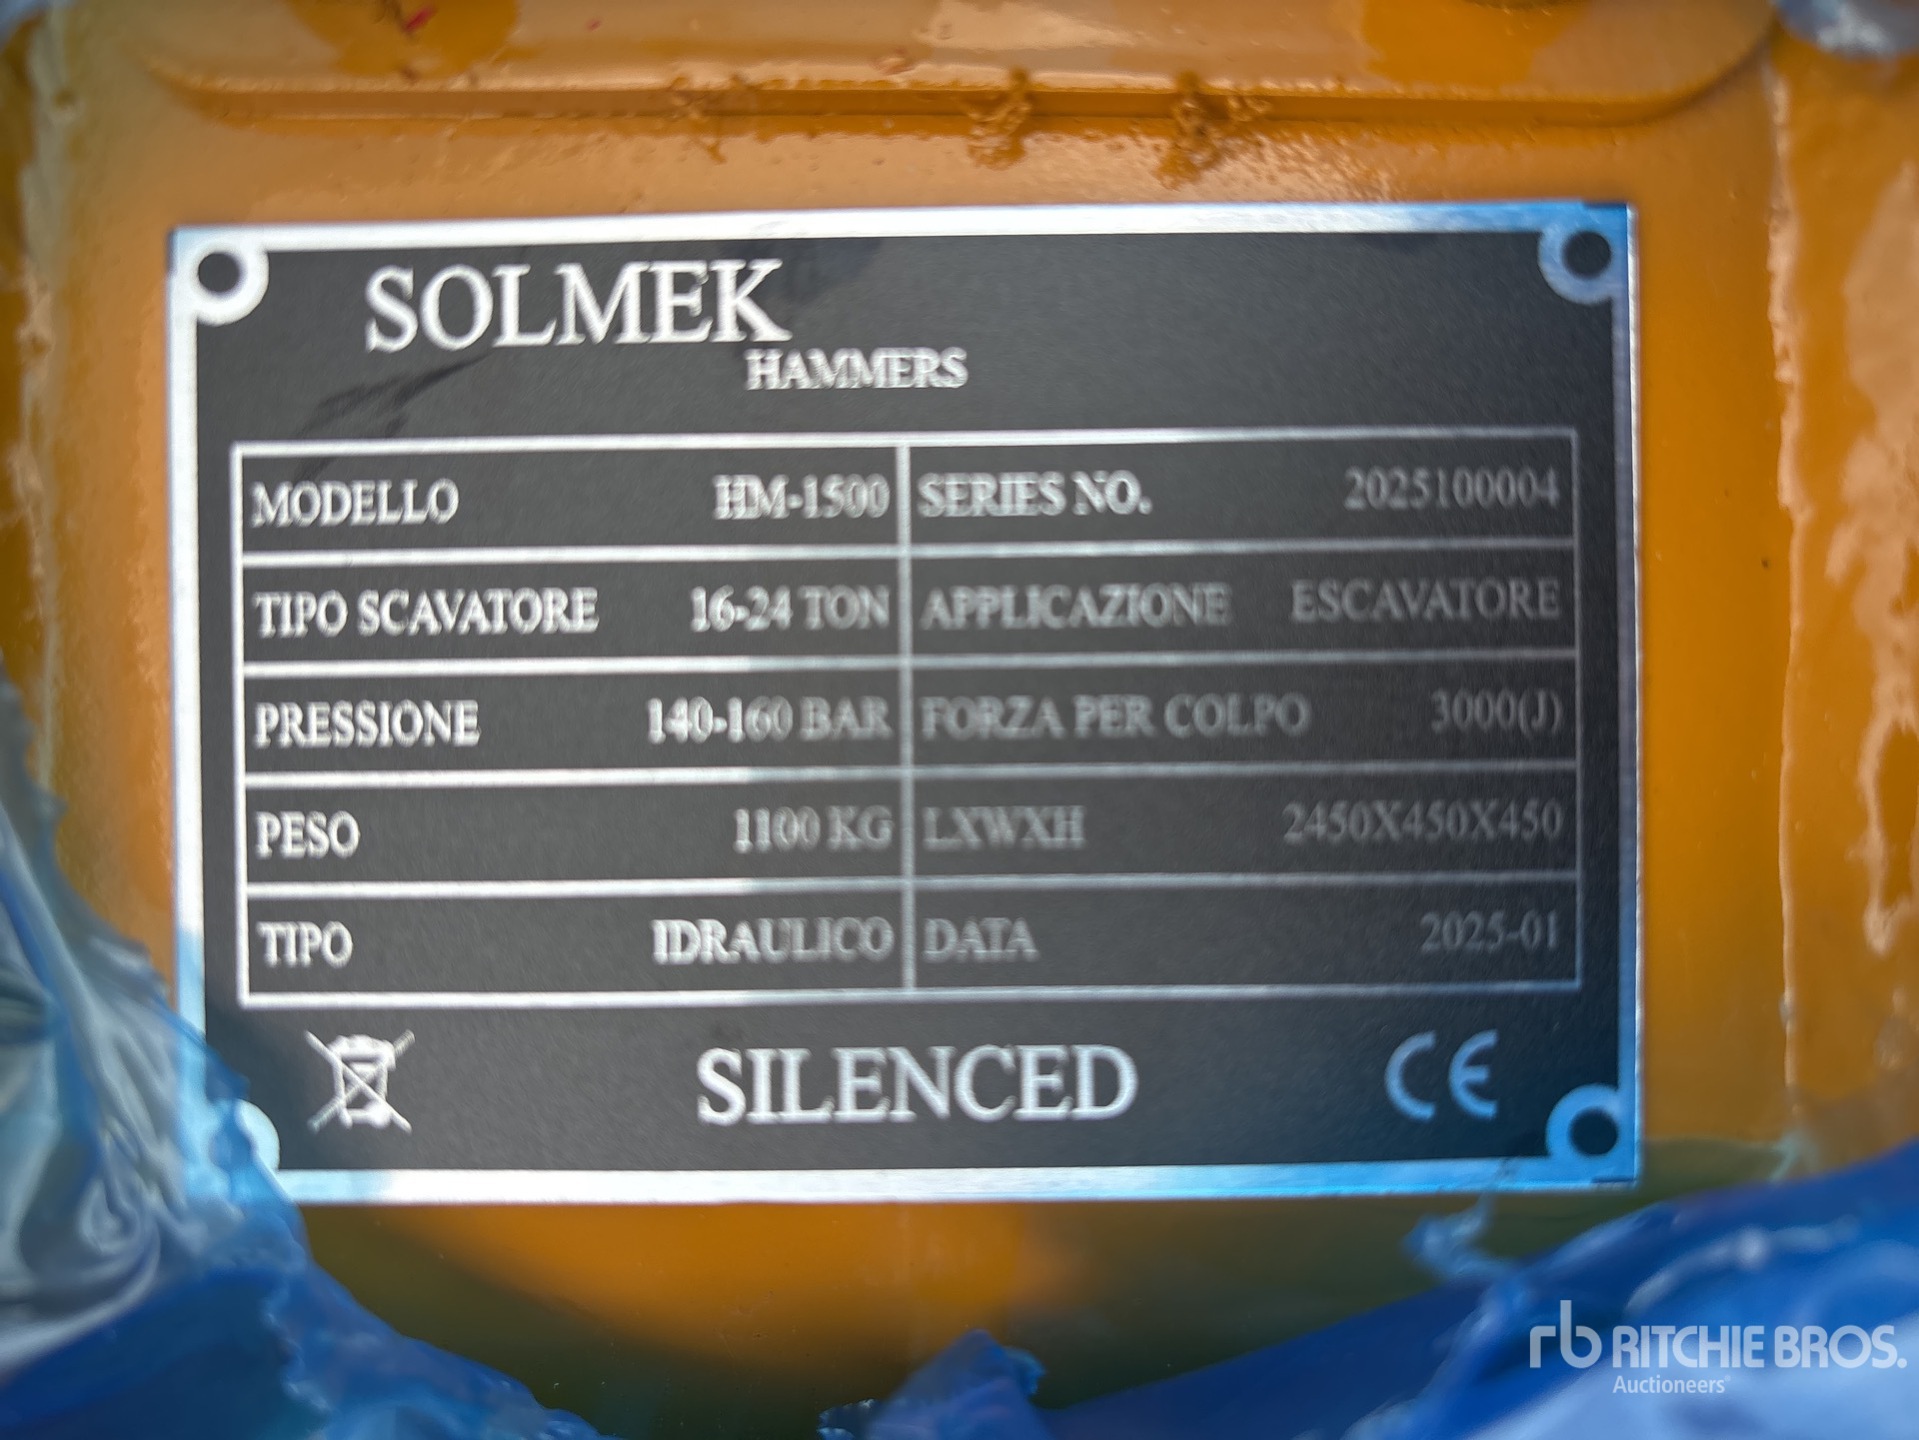 SOLMEK
HAMMERS
MODELLO HM-1500 SERIES NO. 2025100004
TIPO SCAVATORE 16-24 TON APPLICAZIONE ESCAVATORE
PRESSIONE 140-160 BAR FORZA PER COLPO 3000(J)
PESO 1100 KG LXWXH 2450X450X450
TIPO IDRAULICO DATA 2025-01
SILENCED CE
rb RITCHIE BROS.
Auctioneers